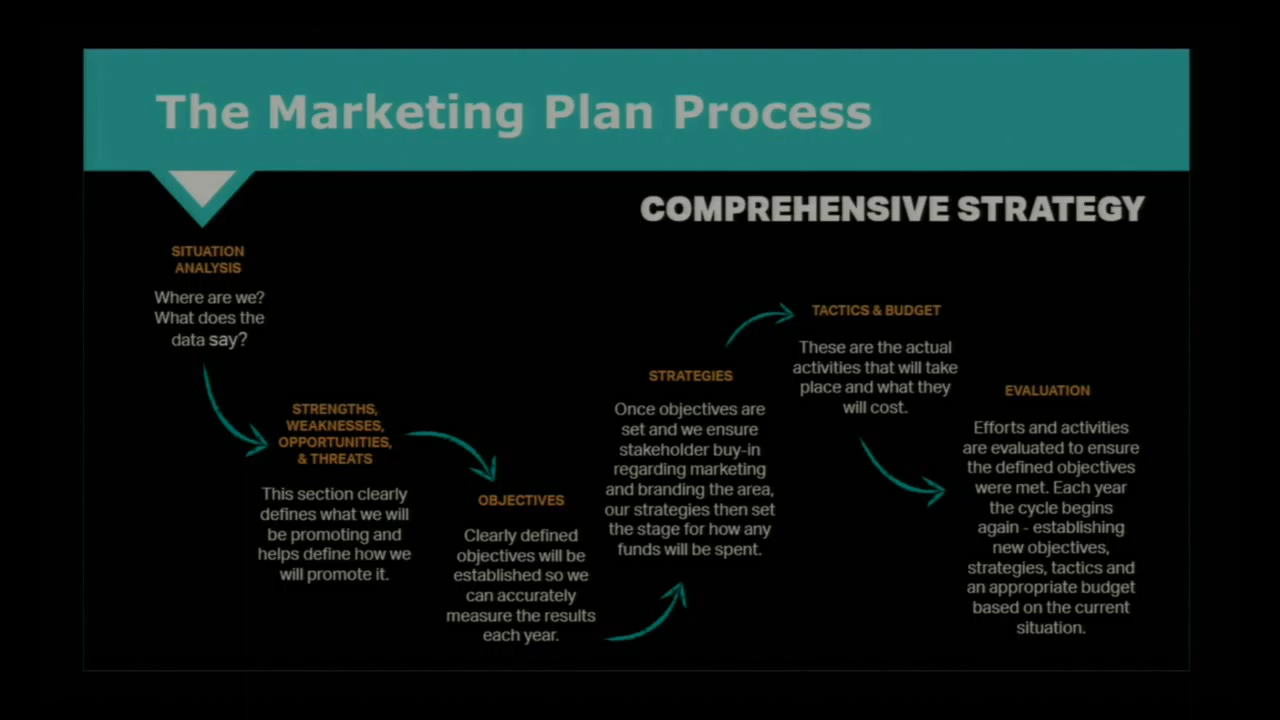 The Marketing Plan Process
COMPREHENSIVE STRATEGY
SITUATION
ANALYSIS
Where are we?
What does the
data say?
STRENGTHS,
WEAKNESSES,
OPPORTUNITIES,
& THREATS
This section clearly
defines what we will
be promoting and
helps define how we
will promote it.
OBJECTIVES
Clearly defined
objectives will be
established so we
can accurately
measure the results
each year.
STRATEGIES
Once objectives are
set and we ensure
stakeholder buy-in
regarding marketing
and branding the area,
our strategies then set
the stage for how any
funds will be spent.
TACTICS & BUDGET
These are the actual
activities that will take
place and what they
will cost.
EVALUATION
Efforts and activities
are evaluated to ensure
the defined objectives
were met. Each year
the cycle begins
again - establishing
new objectives,
strategies, tactics and
an appropriate budget
based on the current
situation.